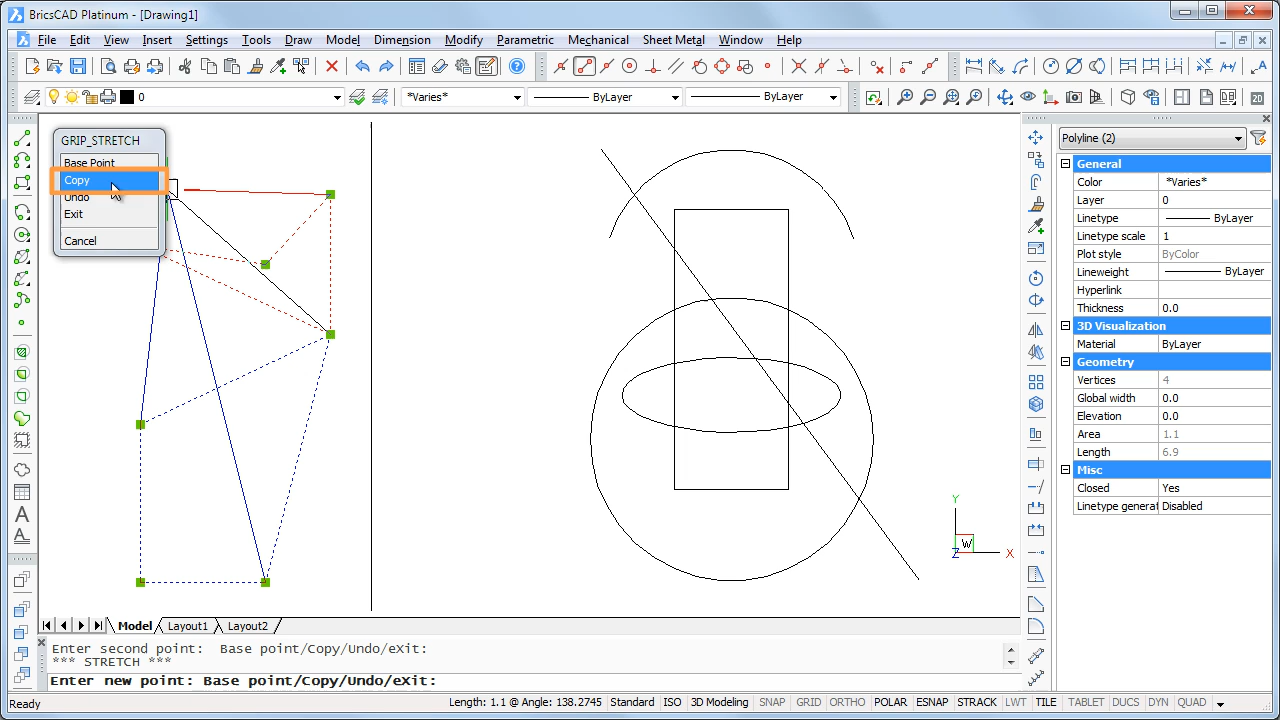 BricsCAD Platinum - [Drawing1]
File Edit View Insert Settings Tools Draw Model Dimension Modify Parametric Mechanical Sheet Metal Window Help
0 *Varies* ByLayer ByLayer
GRIP_STRETCH
Base Point
Copy
Undo
Exit
Cancel
Y
W
Z X
Polyline (2)
General
Color *Varies*
Layer 0
Linetype ByLayer
Linetype scale 1
Plot style ByColor
Lineweight ByLayer
Hyperlink
Thickness 0.0
3D Visualization
Material ByLayer
Geometry
Vertices 4
Global width 0.0
Elevation 0.0
Area 1.1
Length 6.9
Misc
Closed Yes
Linetype generat Disabled
Model Layout1 Layout2
Enter second point:  Base point/Copy/Undo/eXit:
*** STRETCH ***
Enter new point: Base point/Copy/Undo/eXit:
Ready Length: 1.1 @ Angle: 138.2745 Standard ISO 3D Modeling SNAP GRID ORTHO POLAR ESNAP STRACK LWT TILE TABLET DUCS DYN QUAD